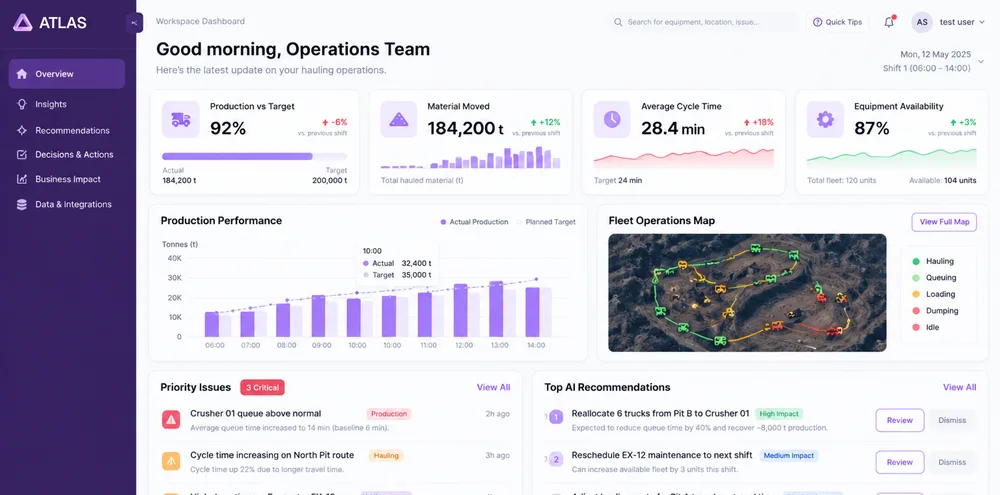 ATLAS
Workspace Dashboard
Search for equipment, location, issue...
Quick Tips
AS
test user
Good morning, Operations Team
Here's the latest update on your hauling operations.
Mon, 12 May 2025
Shift 1 (06:00 - 14:00)
Overview
Insights
Recommendations
Decisions & Actions
Business Impact
Data & Integrations
Production vs Target
92%
-6%
vs. previous shift
Actual
Target
184,200 t
200,000 t
Material Moved
184,200 t
+12%
vs. previous shift
Total hauled material (t)
Average Cycle Time
28.4 min
+18%
vs. previous shift
Target 24 min
Equipment Availability
87%
+3%
vs. previous shift
Total fleet: 120 units
Available: 104 units
Production Performance
Actual Production
Planned Target
Tonnes (t)
40K
30K
20K
10K
0
10:00
Actual 32,400 t
Target 35,000 t
06:00 07:00 08:00 09:00 10:00 10:00 11:00 12:00 13:00 14:00
Fleet Operations Map
View Full Map
Hauling
Queuing
Loading
Dumping
Idle
Priority Issues
3 Critical
View All
Crusher 01 queue above normal
Production
2h ago
Average queue time increased to 14 min (baseline 6 min).
Cycle time increasing on North Pit route
Hauling
3h ago
Cycle time up 22% due to longer travel time.
Top AI Recommendations
View All
1
Reallocate 6 trucks from Pit B to Crusher 01
High Impact
Expected to reduce queue time by 40% and recover ~8,000 t production.
Review
Dismiss
2
Reschedule EX-12 maintenance to next shift
Medium Impact
Can increase available fleet by 3 units this shift.
Review
Dismiss